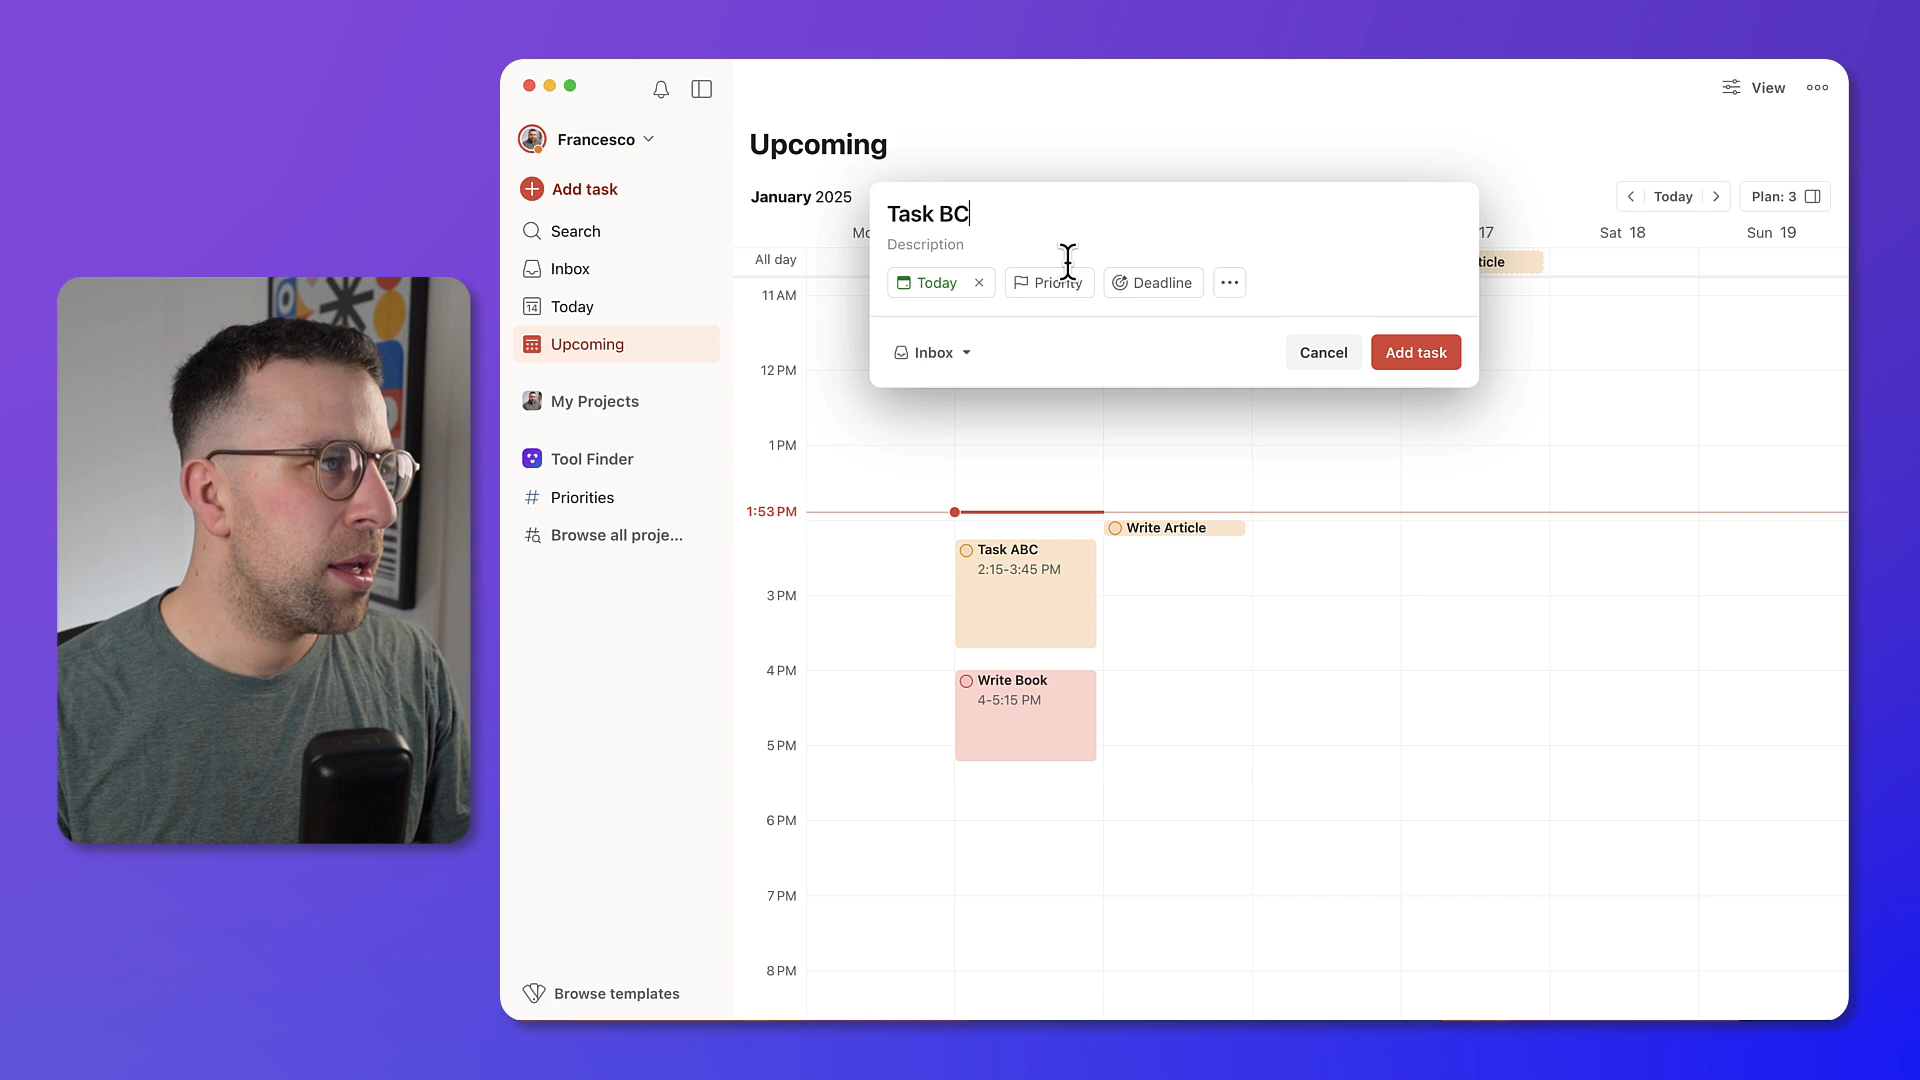 Francesco
Add task
Search
Inbox
14 Today
Upcoming
My Projects
Tool Finder
Priorities
Browse all proje...
Browse templates
View
Upcoming
January 2025
Today
Plan: 3
Mo
17
Sat 18
Sun 19
All day
ticle
Task BC
Description
Today
Priority
Deadline
Inbox
Cancel
Add task
11 AM
12 PM
1 PM
1:53 PM
3 PM
4 PM
5 PM
6 PM
7 PM
8 PM
Write Article
Task ABC
2:15-3:45 PM
Write Book
4-5:15 PM